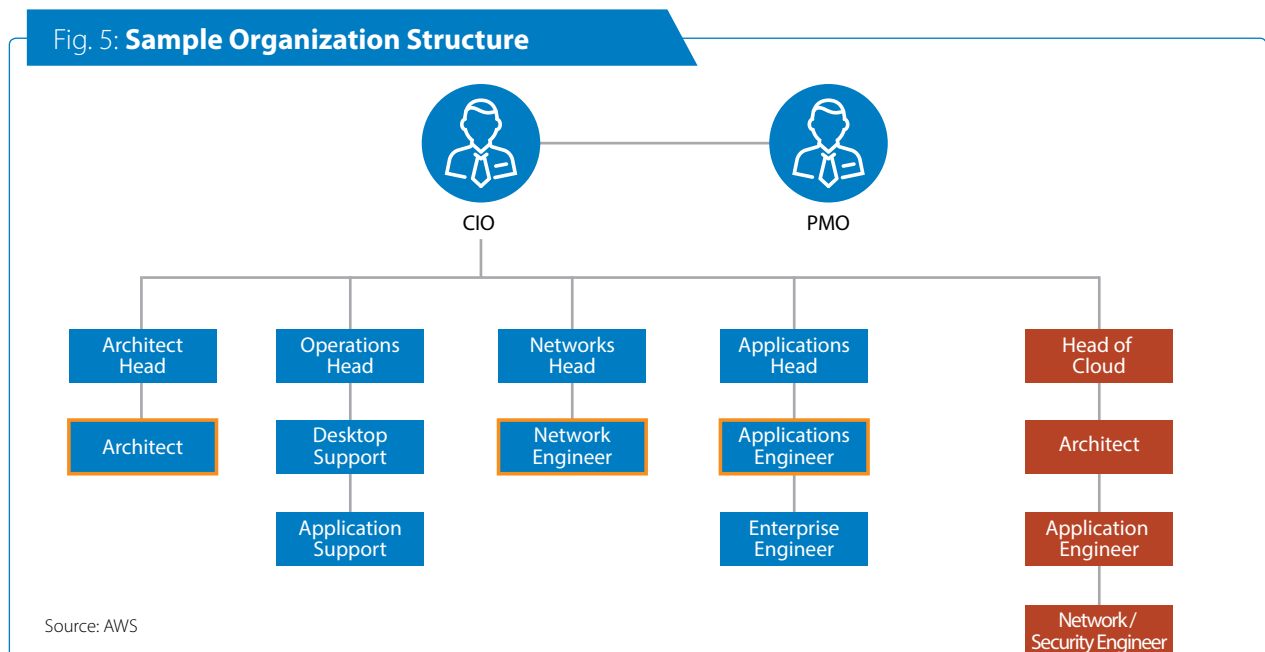 Fig. 5: Sample Organization Structure
CIO
PMO
Architect
Head
Operations
Head
Networks
Head
Applications
Head
Head of
Cloud
Architect
Desktop
Support
Network
Engineer
Applications
Engineer
Architect
Application
Support
Enterprise
Engineer
Application
Engineer
Network /
Security Engineer
Source: AWS